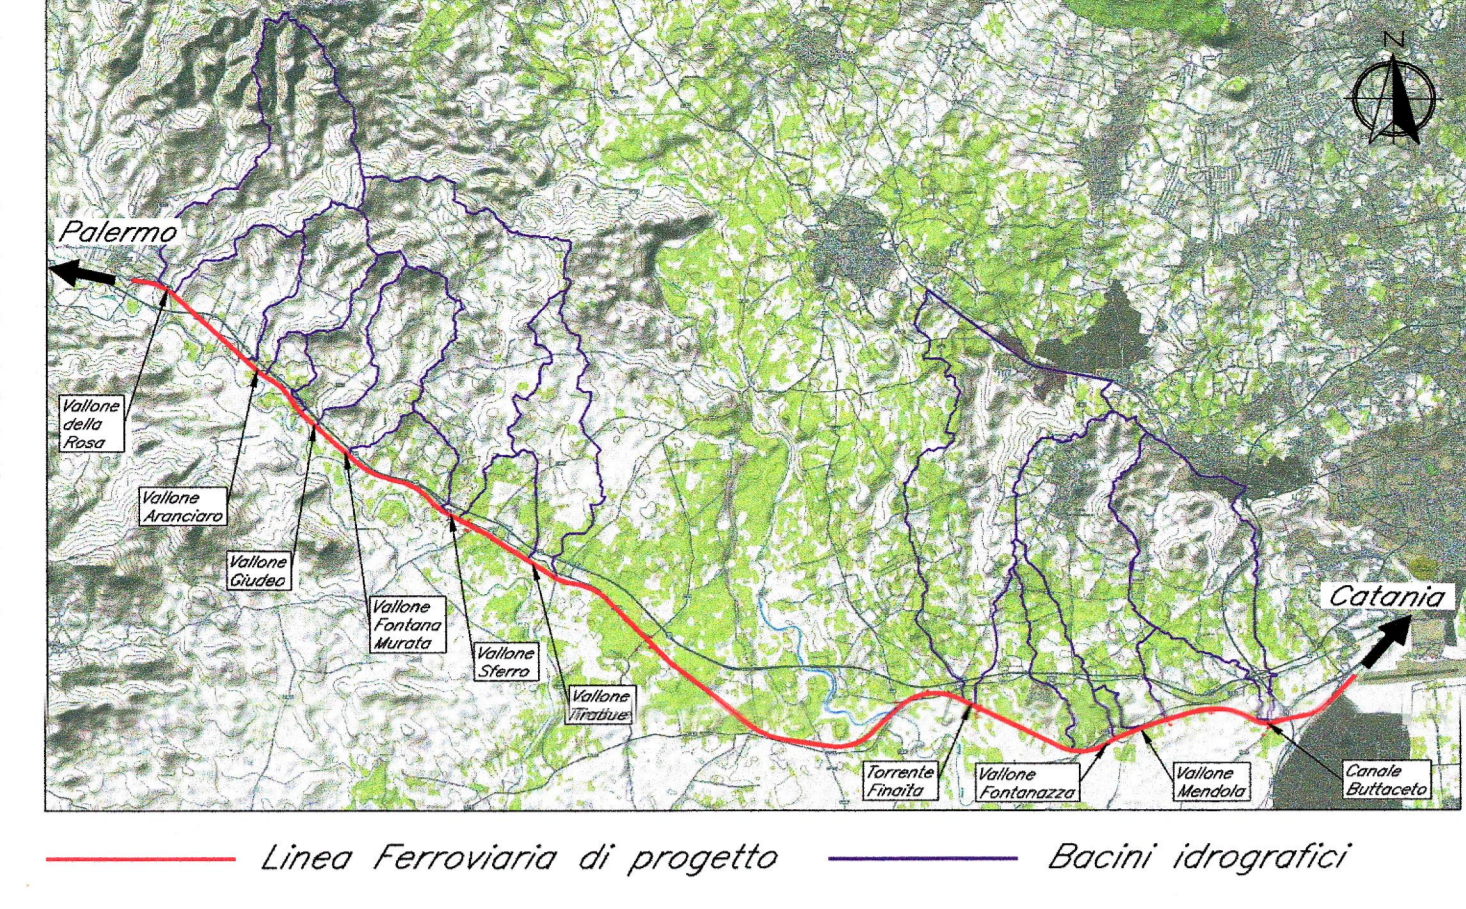 N
Palermo
Vallone
della
Rosa
Vallone
Aranciaro
Vallone
Giudeo
Vallone
Fontana
Murata
Vallone
Sferro
Vallone
Tiraque
Catania
Torrente
Finaita
Vallone
Fontanazza
Vallone
Mendola
Canale
Buttaceto
Linea Ferroviaria di progetto
Bacini idrografici